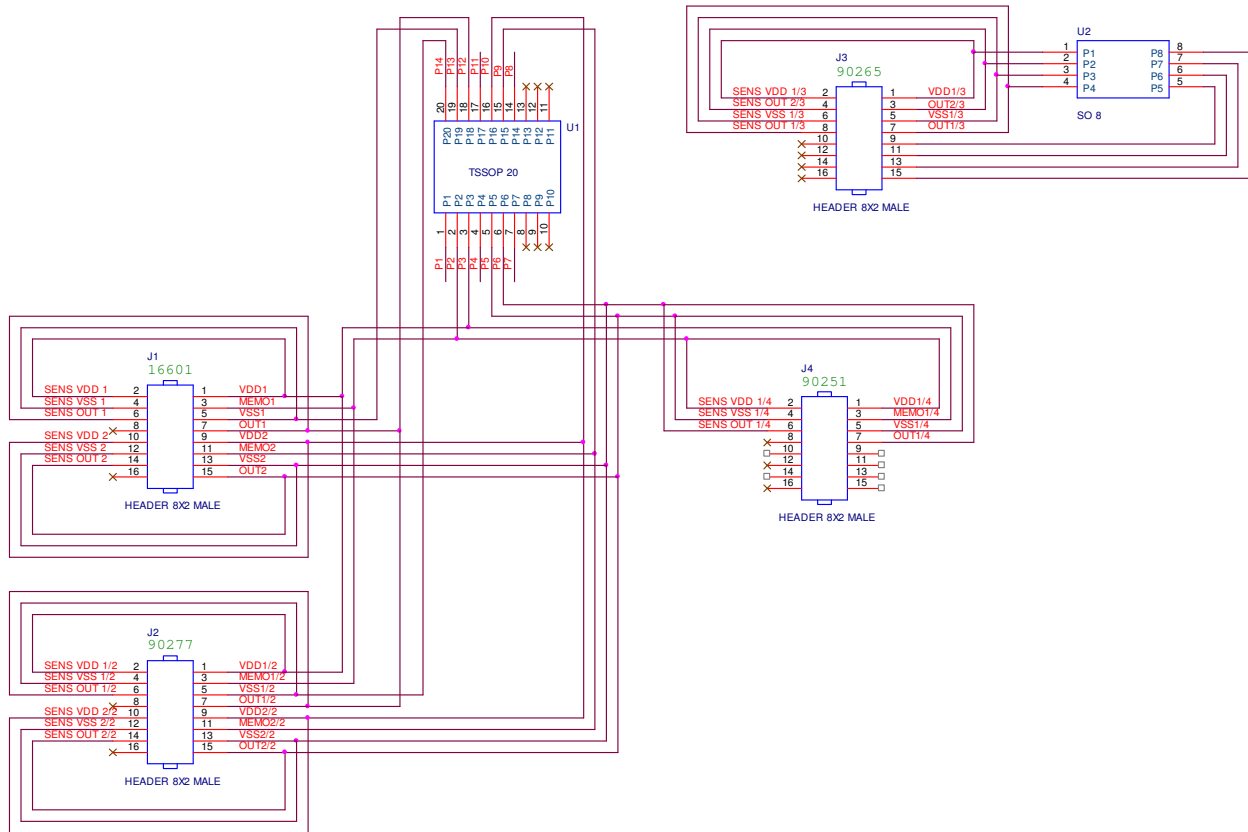 P14
P13
P12
P11
P10
P9
P8
20
19
18
17
16
15
14
13
12
11
P20
P19
P18
P17
P16
P15
P14
P13
P12
P11
U1
TSSOP 20
P1
P2
P3
P4
P5
P6
P7
P8
P9
P10
1
2
3
4
5
6
7
8
9
10
P1
P2
P3
P4
P5
P6
P7
J3
90265
SENS VDD 1/3 2 1 VDD1/3
SENS OUT 2/3 4 3 OUT2/3
SENS VSS 1/3 6 5 VSS1/3
SENS OUT 1/3 8 7 OUT1/3
10 9
12 11
14 13
16 15
HEADER 8X2 MALE
U2
1 P1 P8 8
2 P2 P7 7
3 P3 P6 6
4 P4 P5 5
SO 8
J1
16601
SENS VDD 1 2 1 VDD1
SENS VSS 1 4 3 MEMO1
SENS OUT 1 6 5 VSS1
8 7 OUT1
SENS VDD 2 10 9 VDD2
SENS VSS 2 12 11 MEMO2
SENS OUT 2 14 13 VSS2
16 15 OUT2
HEADER 8X2 MALE
J4
90251
SENS VDD 1/4 2 1 VDD1/4
SENS VSS 1/4 4 3 MEMO1/4
SENS OUT 1/4 6 5 VSS1/4
8 7 OUT1/4
10 9
12 11
14 13
16 15
HEADER 8X2 MALE
J2
90277
SENS VDD 1/2 2 1 VDD1/2
SENS VSS 1/2 4 3 MEMO1/2
SENS OUT 1/2 6 5 VSS1/2
8 7 OUT1/2
SENS VDD 2/2 10 9 VDD2/2
SENS VSS 2/2 12 11 MEMO2/2
SENS OUT 2/2 14 13 VSS2/2
16 15 OUT2/2
HEADER 8X2 MALE